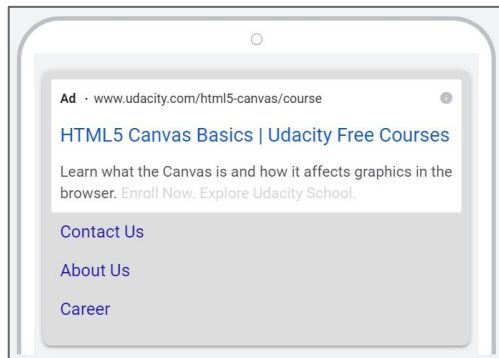 Ad · www.udacity.com/html5-canvas/course
HTML5 Canvas Basics | Udacity Free Courses
Learn what the Canvas is and how it affects graphics in the
browser. Enroll Now. Explore Udacity School.
Contact Us
About Us
Career